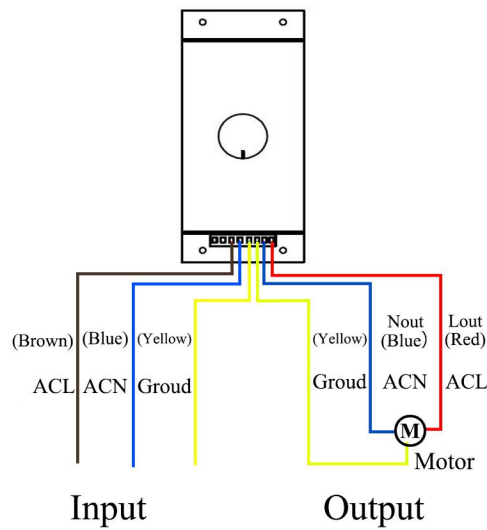 (Brown)
(Blue)
(Yellow)
ACL
ACN
Groud
(Yellow)
Nout
(Blue)
Lout
(Red)
Groud
ACN
ACL
M
Motor
Input
Output